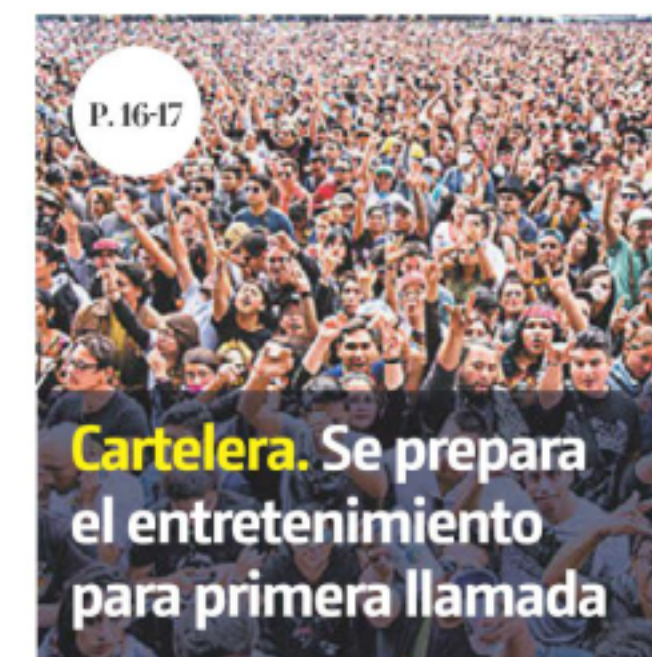 P. 16-17
Cartelera. Se prepara
el entretenimiento
para primera llamada